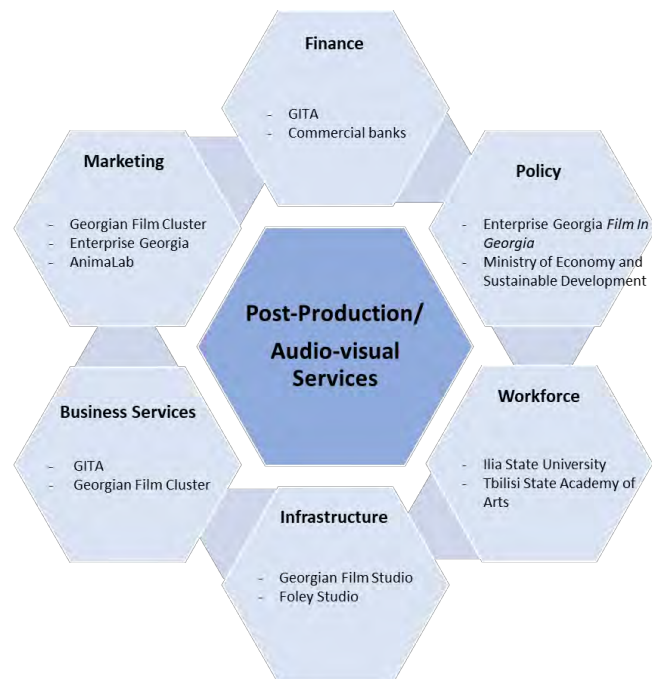 Finance
- GITA
- Commercial banks
Marketing
- Georgian Film Cluster
- Enterprise Georgia
- AnimaLab
Policy
- Enterprise Georgia Film In
Georgia
- Ministry of Economy and
Sustainable Development
Post-Production/
Audio-visual
Services
Business Services
- GITA
- Georgian Film Cluster
Workforce
- Ilia State University
- Tbilisi State Academy of
Arts
Infrastructure
- Georgian Film Studio
- Foley Studio